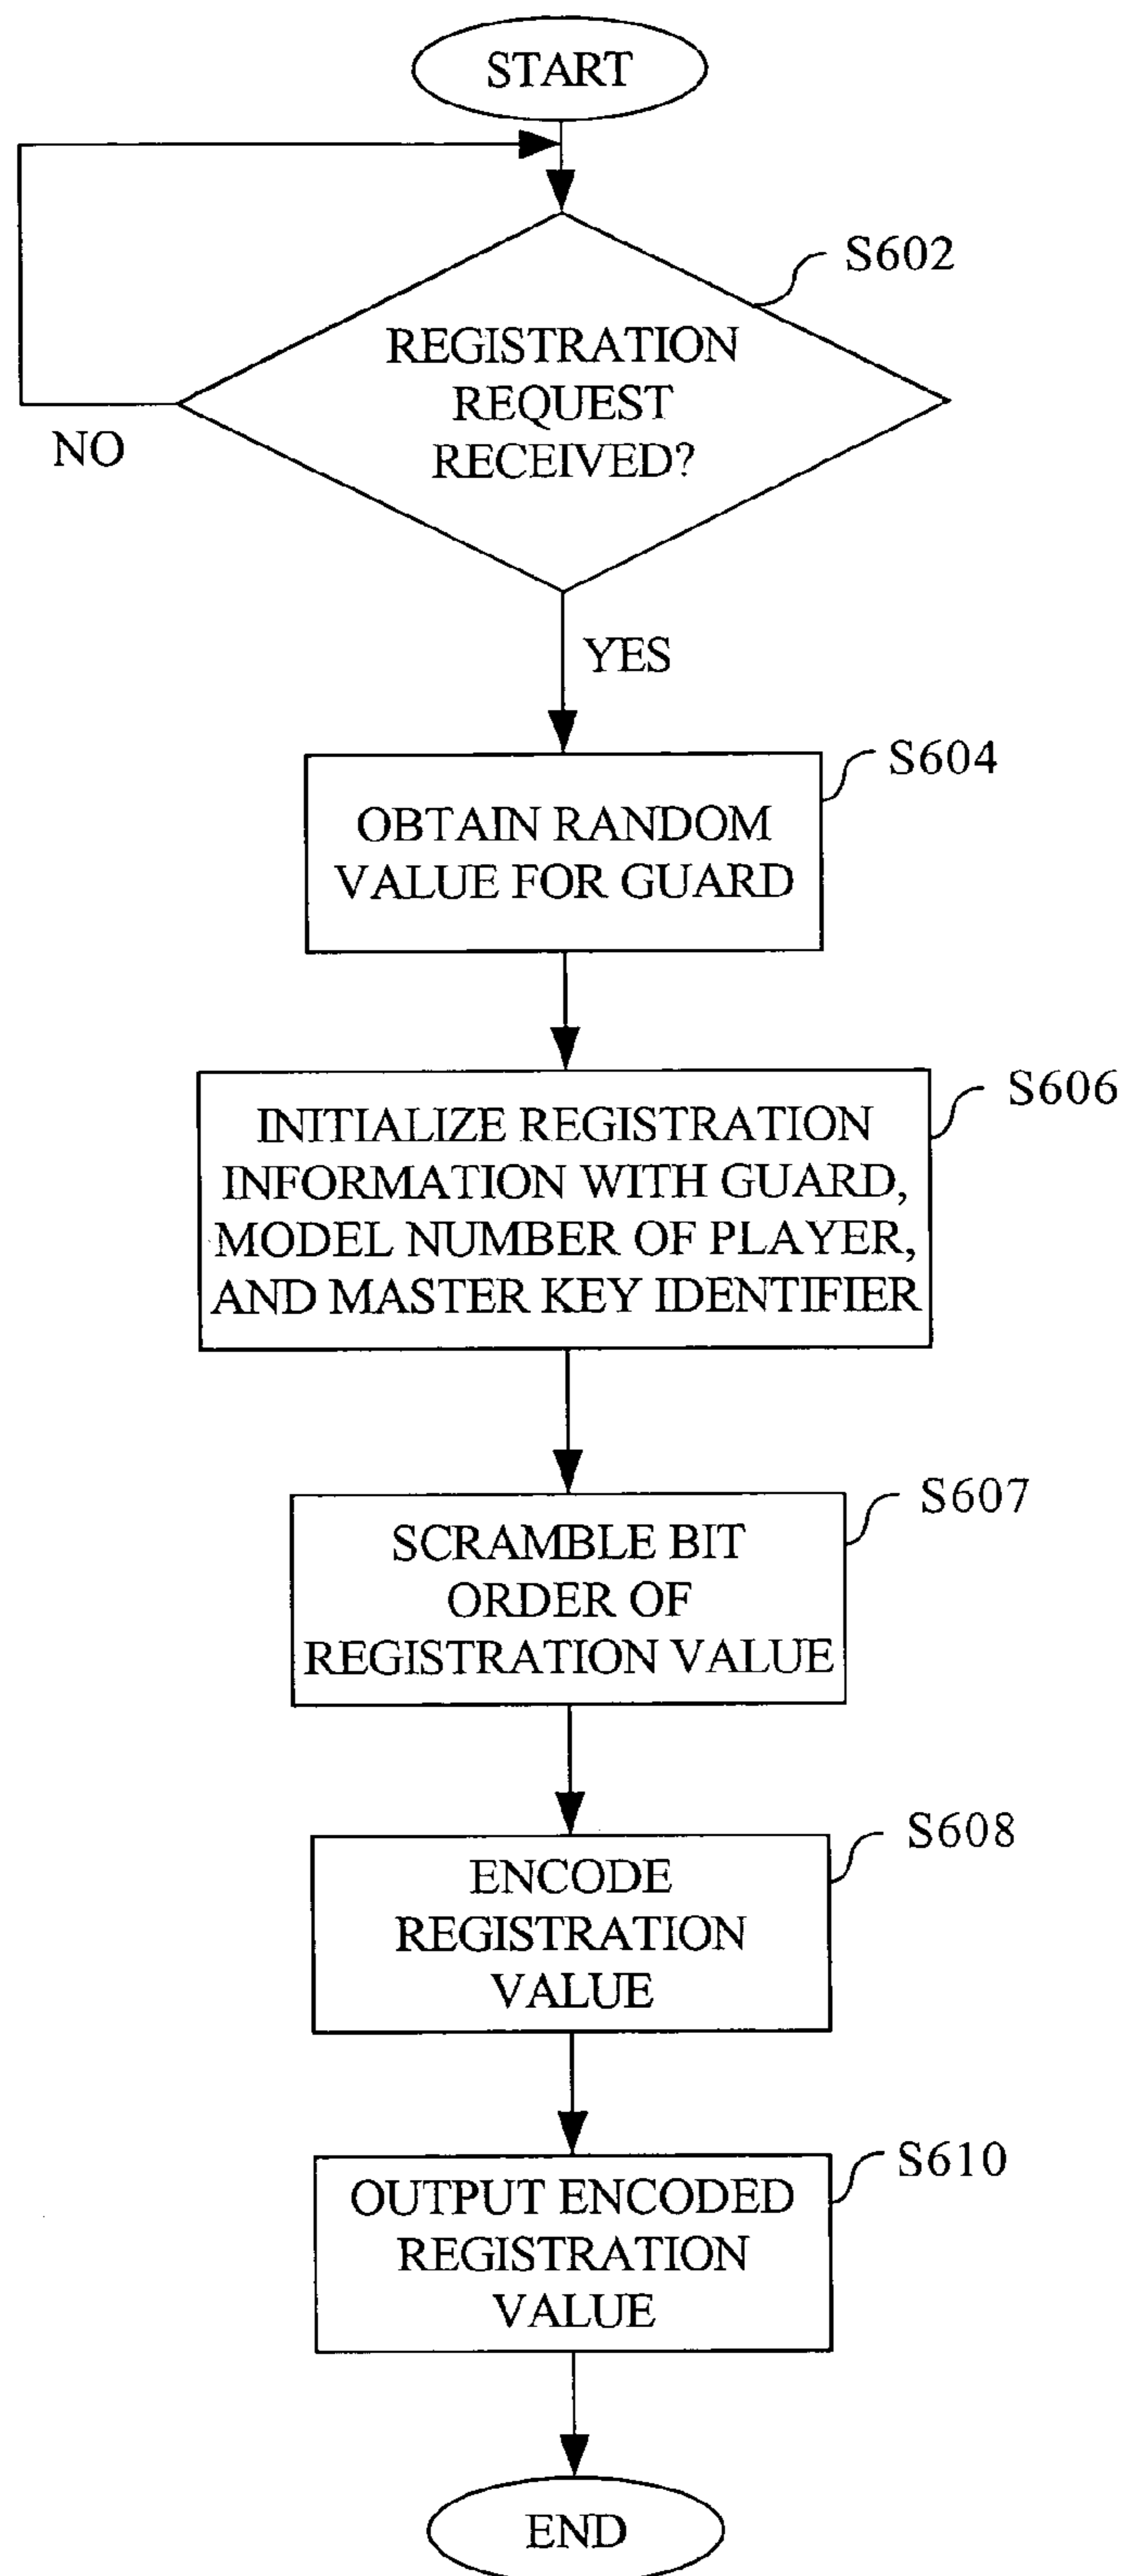 START
S602
REGISTRATION
REQUEST
RECEIVED?
NO
YES
S604
OBTAIN RANDOM
VALUE FOR GUARD
S606
INITIALIZE REGISTRATION
INFORMATION WITH GUARD,
MODEL NUMBER OF PLAYER,
AND MASTER KEY IDENTIFIER
S607
SCRAMBLE BIT
ORDER OF
REGISTRATION VALUE
S608
ENCODE
REGISTRATION
VALUE
S610
OUTPUT ENCODED
REGISTRATION
VALUE
END